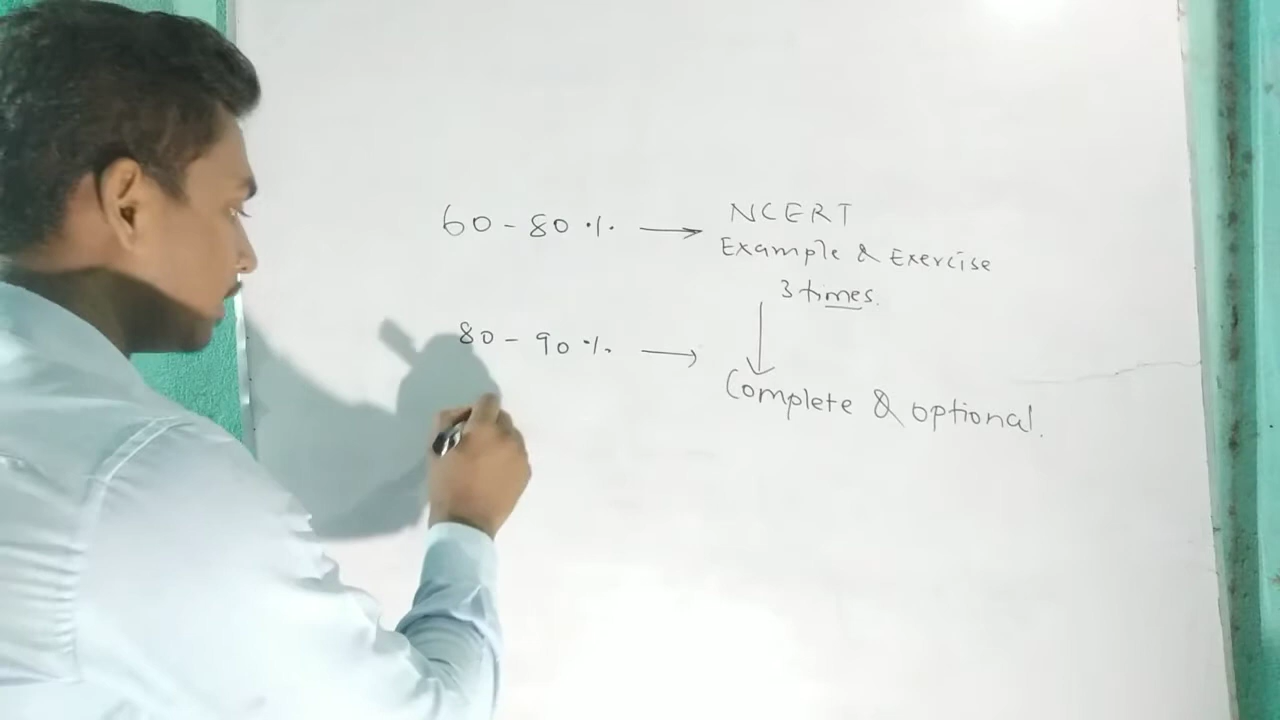 60 - 80 % → NCERT
Example & Exercise
3 times.
80 - 90 % →
Complete & optional.